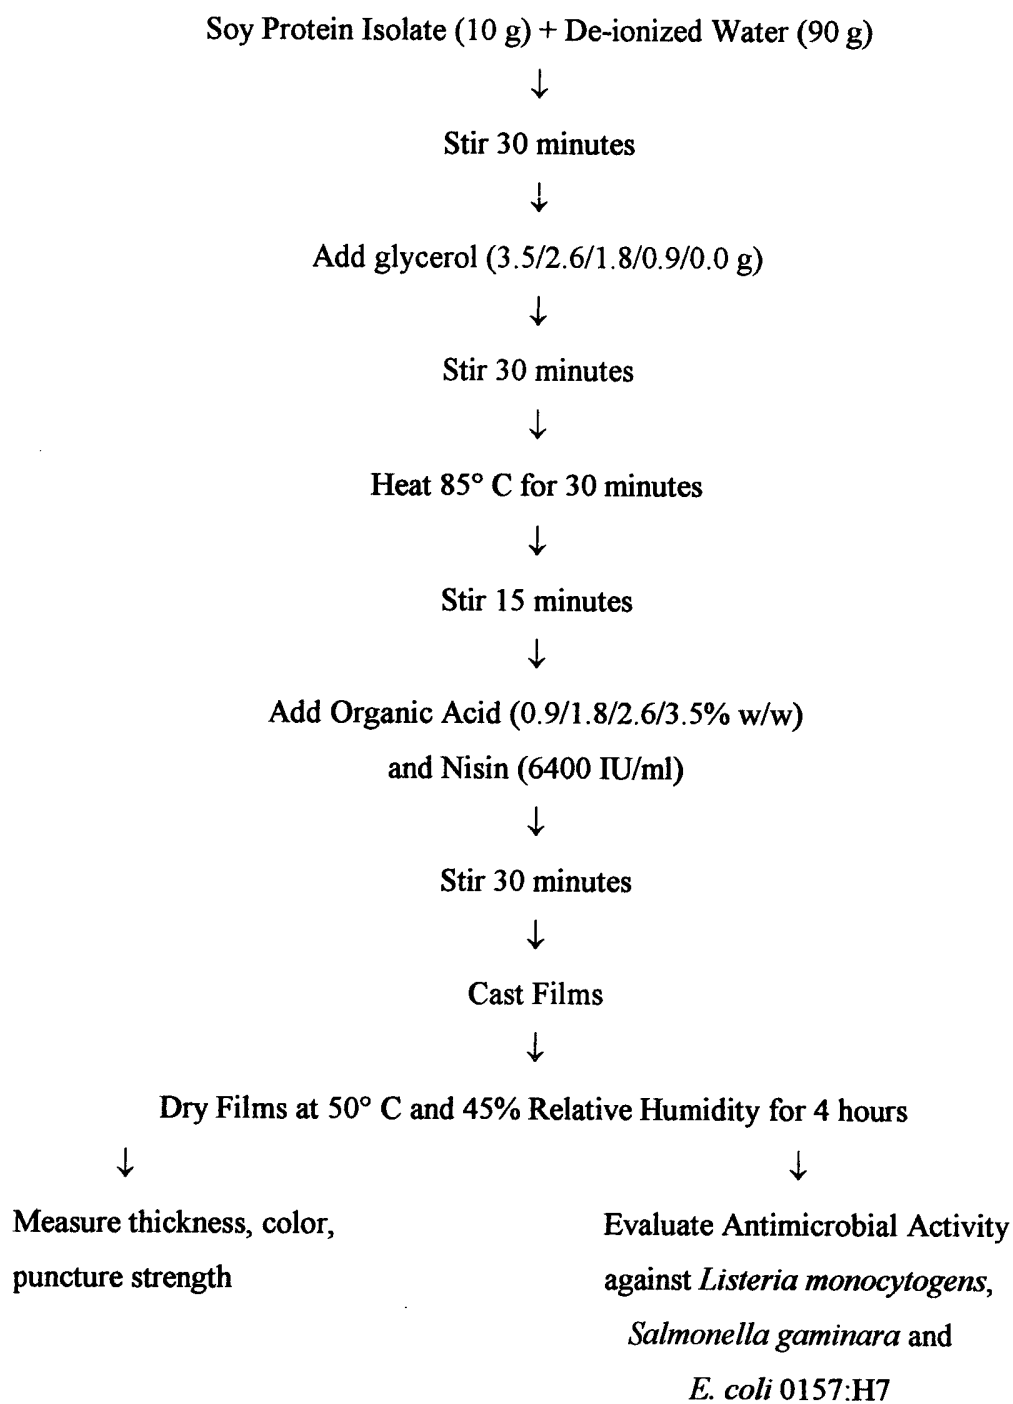 Soy Protein Isolate (10 g) + De-ionized Water (90 g)
↓
Stir 30 minutes
↓
Add glycerol (3.5/2.6/1.8/0.9/0.0 g)
↓
Stir 30 minutes
↓
Heat 85° C for 30 minutes
↓
Stir 15 minutes
↓
Add Organic Acid (0.9/1.8/2.6/3.5% w/w)
and Nisin (6400 IU/ml)
↓
Stir 30 minutes
↓
Cast Films
↓
Dry Films at 50° C and 45% Relative Humidity for 4 hours
↓ ↓
Measure thickness, color,
puncture strength
Evaluate Antimicrobial Activity
against Listeria monocytogens,
Salmonella gaminara and
E. coli 0157:H7